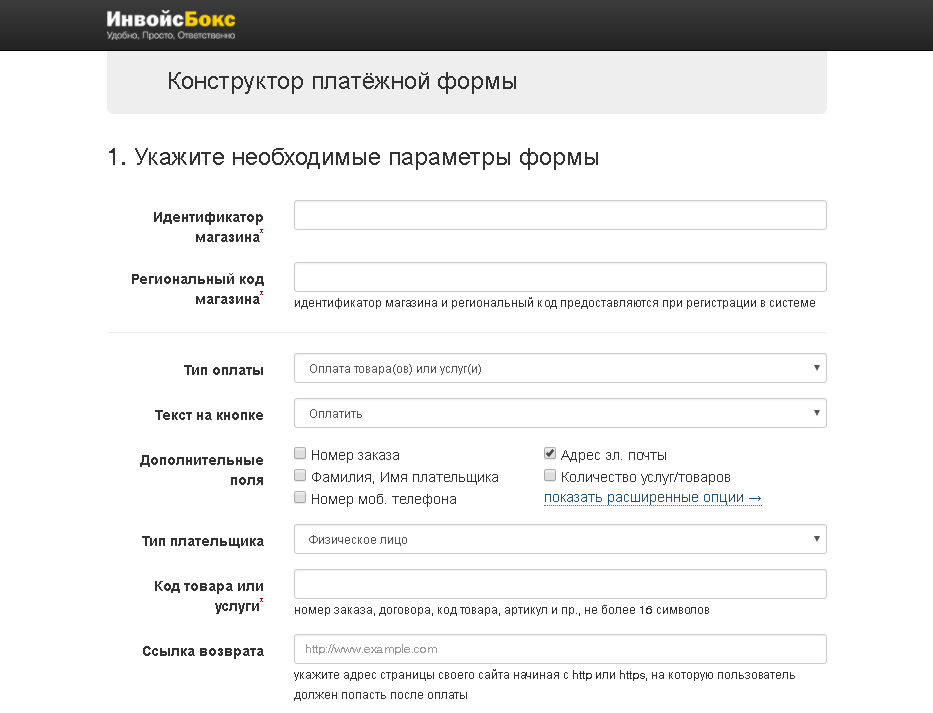 ИнвойсБокс
Удобно, Просто, Ответственно
Конструктор платёжной формы
1. Укажите необходимые параметры формы
Идентификатор
магазина*
Региональный код
магазина*
идентификатор магазина и региональный код предоставляются при регистрации в системе
Тип оплаты
Оплата товара(ов) или услуг(и)
Текст на кнопке
Оплатить
Дополнительные
поля
Номер заказа
Адрес эл. почты
Фамилия, Имя плательщика
Количество услуг/товаров
Номер моб. телефона
показать расширенные опции →
Тип плательщика
Физическое лицо
Код товара или
услуги*
номер заказа, договора, код товара, артикул и пр., не более 16 символов
Ссылка возврата
http://www.example.com
укажите адрес страницы своего сайта начиная с http или https, на которую пользователь
должен попасть после оплаты